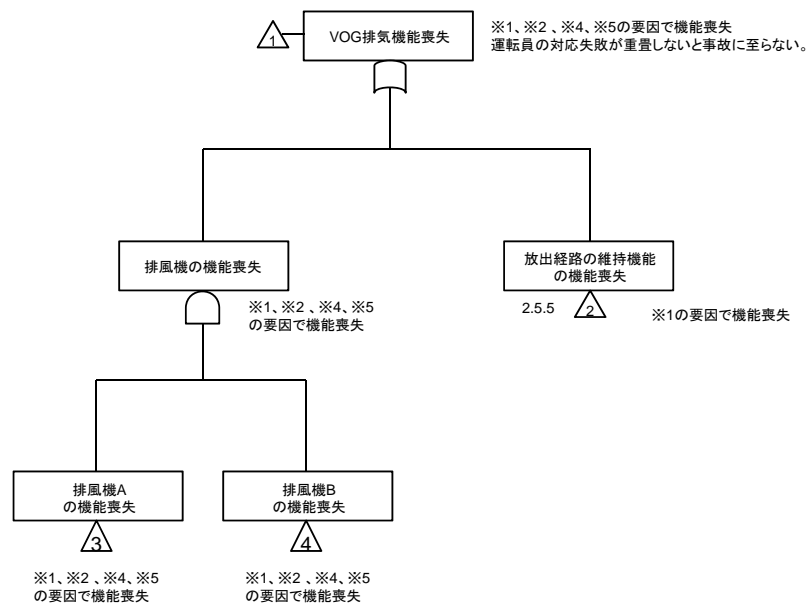 1
VOG排気機能喪失
※1、※2 、※4、※5の要因で機能喪失
運転員の対応失敗が重畳しないと事故に至らない。
排風機の機能喪失
※1、※2 、※4、※5
の要因で機能喪失
放出経路の維持機能
の機能喪失
2.5.5
2
※1の要因で機能喪失
排風機A
の機能喪失
3
※1、※2 、※4、※5
の要因で機能喪失
排風機B
の機能喪失
4
※1、※2 、※4、※5
の要因で機能喪失